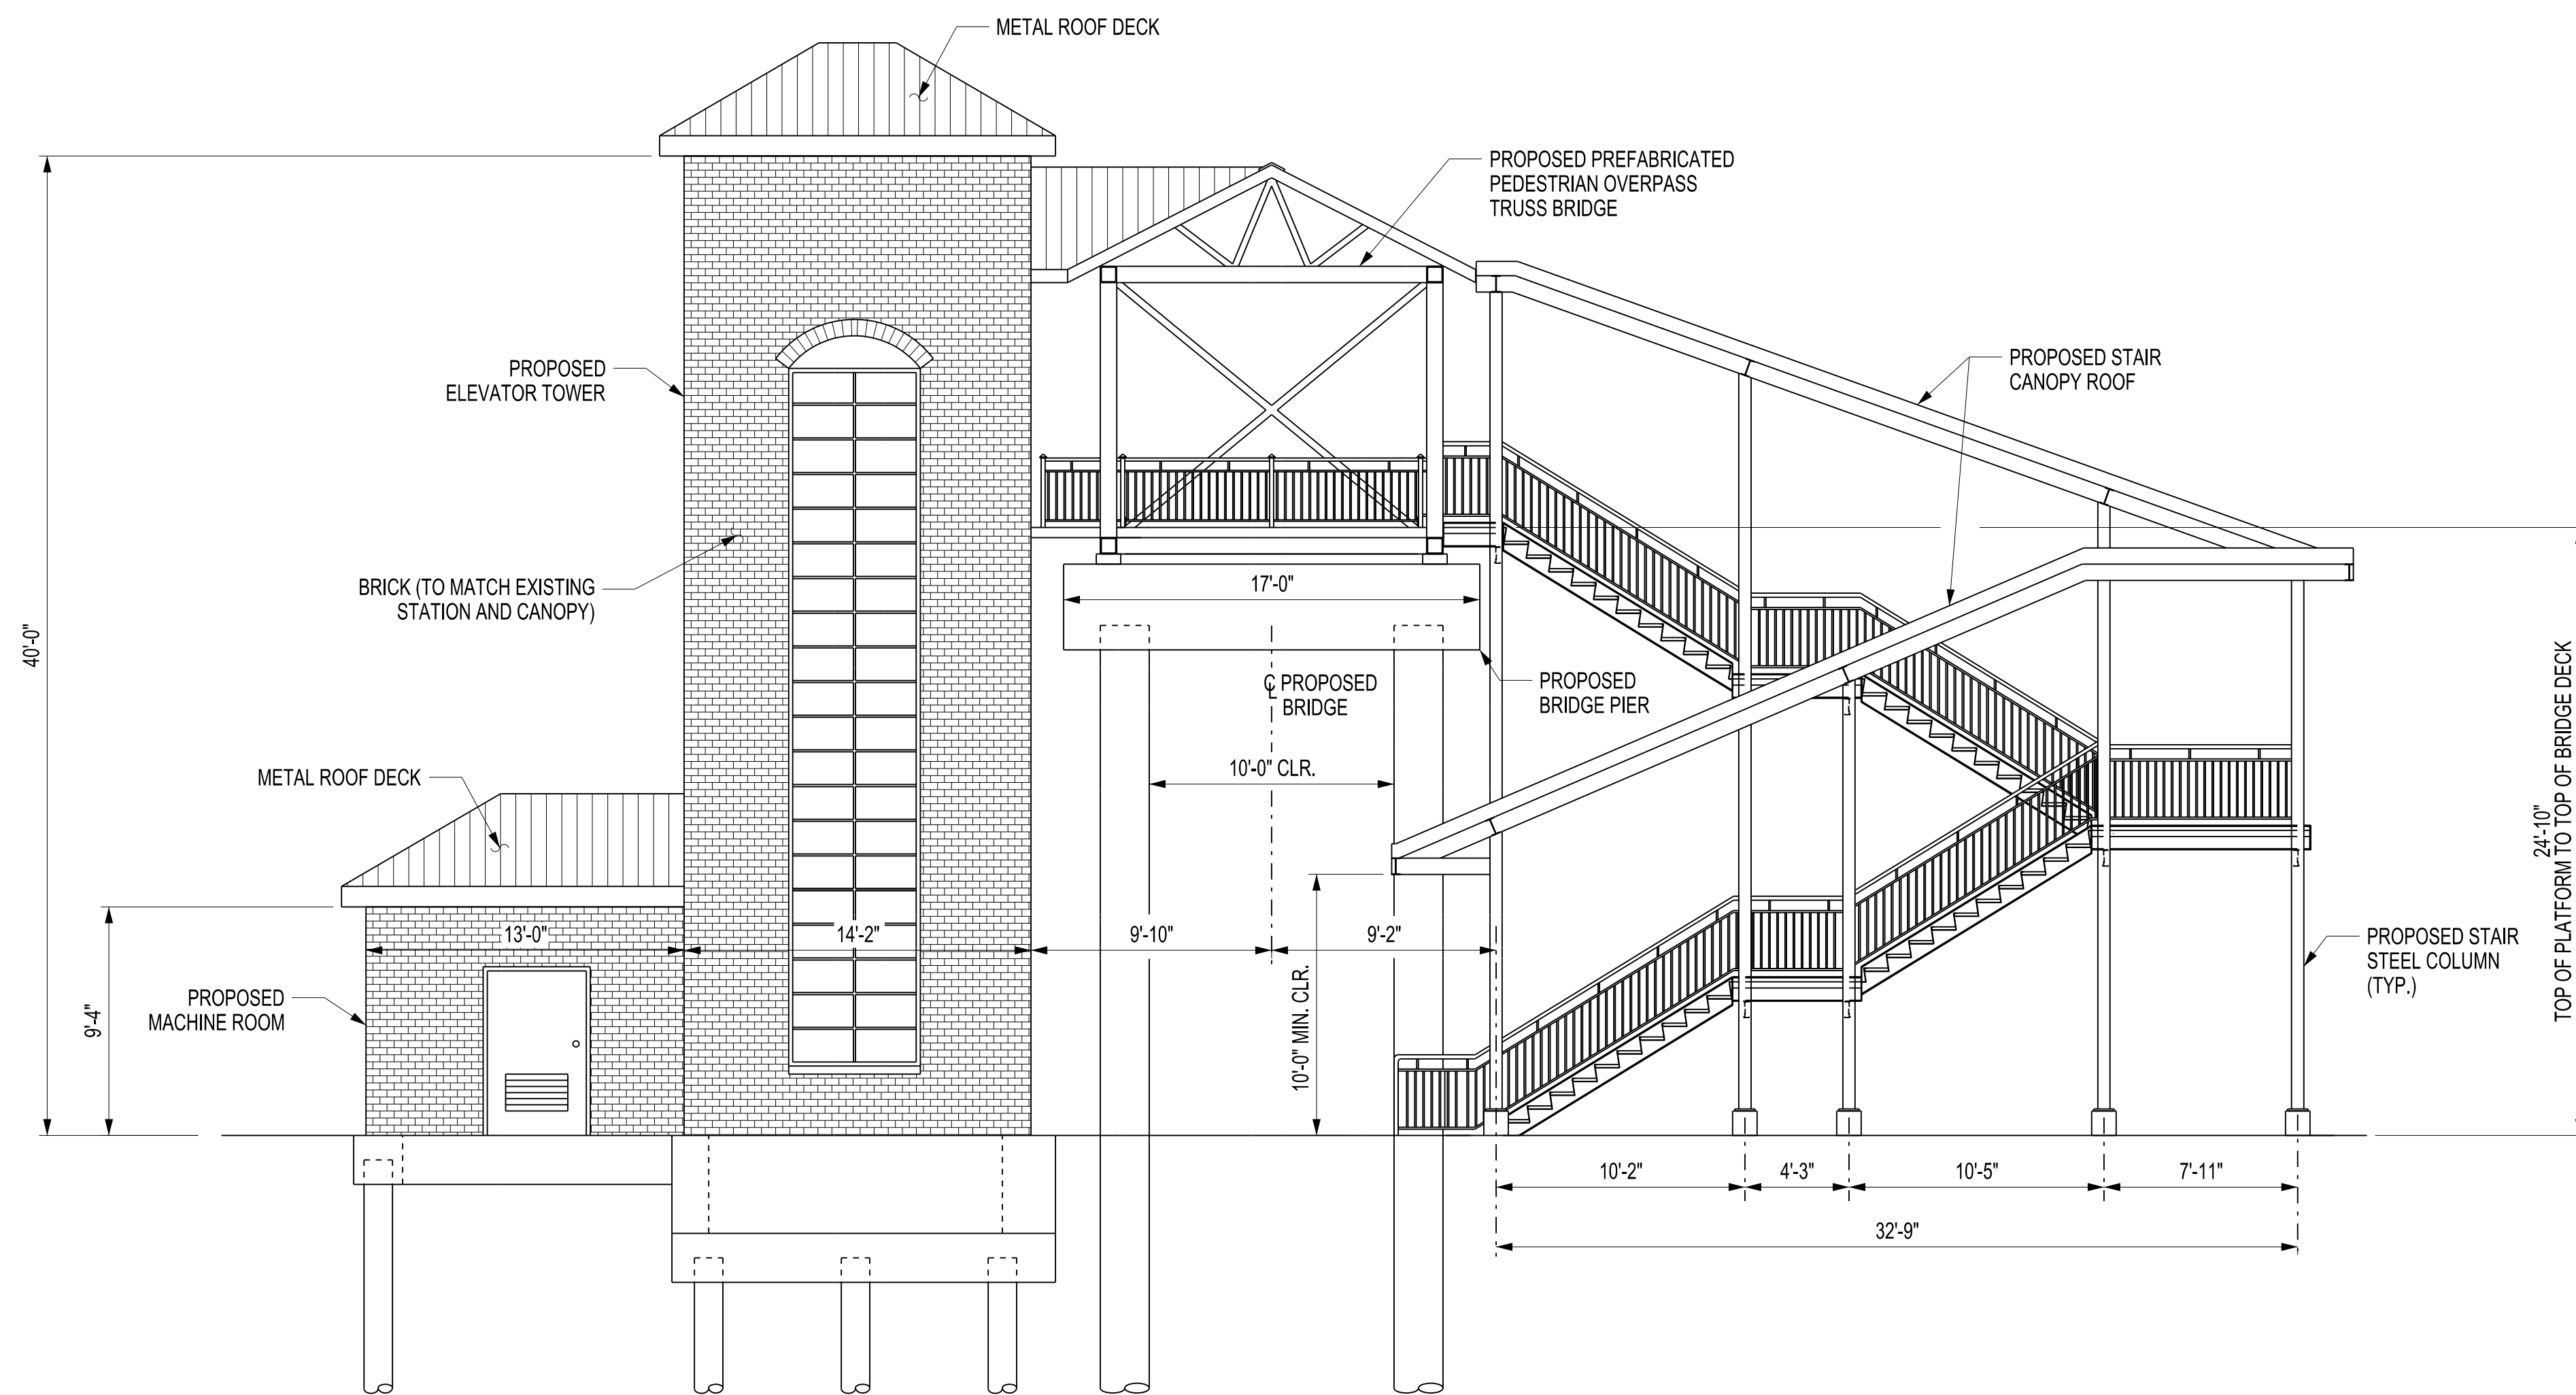 METAL ROOF DECK
PROPOSED PREFABRICATED
PEDESTRIAN OVERPASS
TRUSS BRIDGE
PROPOSED
ELEVATOR TOWER
PROPOSED STAIR
CANOPY ROOF
BRICK (TO MATCH EXISTING
STATION AND CANOPY)
17'-0"
40'-0"
℄ PROPOSED
BRIDGE
PROPOSED
BRIDGE PIER
METAL ROOF DECK
10'-0" CLR.
24'-10"
TOP OF PLATFORM TO TOP OF BRIDGE DECK
13'-0"
14'-2"
9'-10"
9'-2"
PROPOSED STAIR
STEEL COLUMN
(TYP.)
PROPOSED
MACHINE ROOM
9'-4"
10'-0" MIN. CLR.
10'-2"
4'-3"
10'-5"
7'-11"
32'-9"